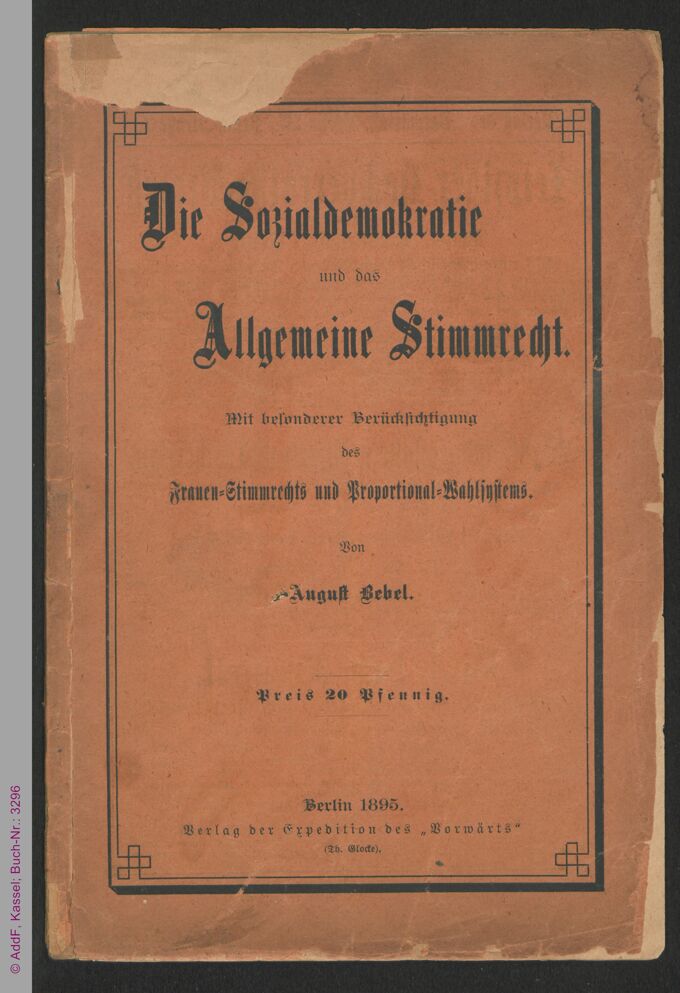 Die Sozialdemokratie
und das
Allgemeine Stimmrecht.
Mit besonderer Berücksichtigung
des
Frauen-Stimmrechts und Proportional-Wahlsystems.
Von
August Bebel.
Preis 20 Pfennig.
Berlin 1895.
Verlag der Expedition des „Vorwärts“
(Th. Glocke).
© AddF, Kassel; Buch-Nr.: 3296